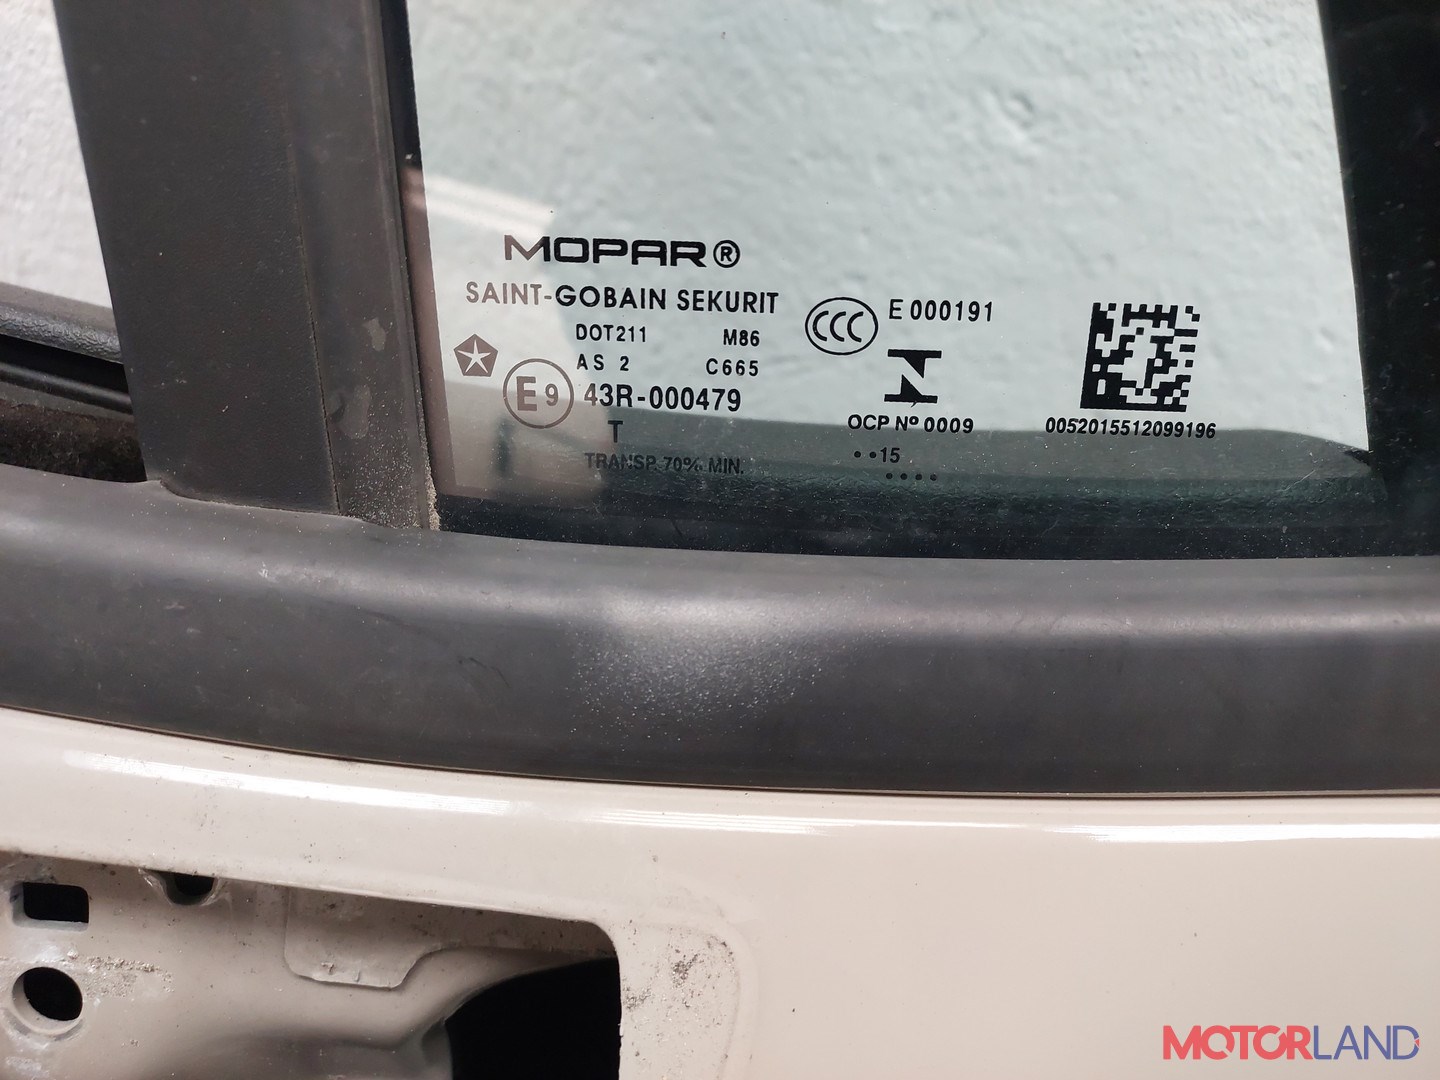 MOPAR®
SAINT-GOBAIN SEKURIT
DOT211 M86
AS 2 C665
E9 43R-000479
T
TRANSP. 70% MIN.
CCC E 000191
OCP Nº 0009
••15
••••
0052015512099196
MOTORLAND